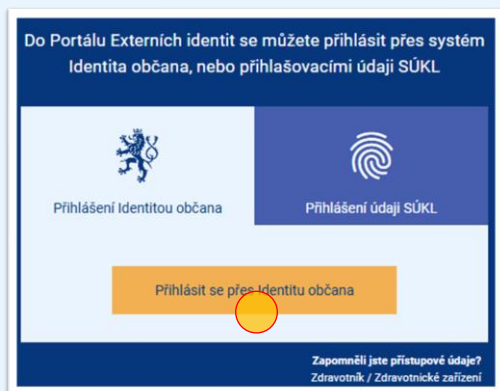 Do Portálu Externích identit se můžete přihlásit přes systém
Identita občana, nebo přihlašovacími údaji SÚKL
Přihlášení Identitou občana
Přihlášení údaji SÚKL
Přihlásit se přes Identitu občana
Zapomněli jste přístupové údaje?
Zdravotník / Zdravotnické zařízení